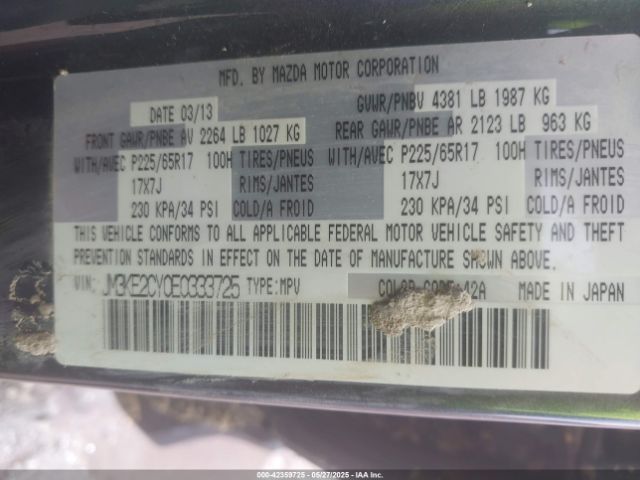 MFD. BY MAZDA MOTOR CORPORATION
DATE 03/13 GVWR/PNBV 4381 LB 1987 KG
FRONT GAWR/PNBE AV 2264 LB 1027 KG REAR GAWR/PNBE AR 2123 LB 963 KG
WITH/AVEC P225/65R17 100H TIRES/PNEUS WITH/AVEC P225/65R17 100H TIRES/PNEUS
17X7J RIMS/JANTES 17X7J RIMS/JANTES
230 KPA/34 PSI COLD/A FROID 230 KPA/34 PSI COLD/A FROID
THIS VEHICLE CONFORMS TO ALL APPLICABLE FEDERAL MOTOR VEHICLE SAFETY AND THEFT
PREVENTION STANDARDS IN EFFECT ON THE DATE OF MANUFACTURE SHOWN ABOVE.
VIN: JM3KE2CY0E0333725 TYPE:MPV COLOR CODE:42A MADE IN JAPAN
000-42359725 - 05/27/2025 - IAAI, Inc.